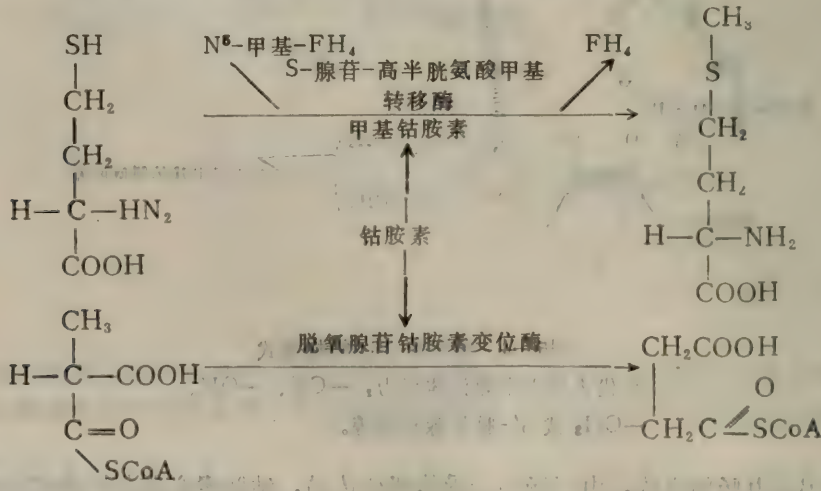 SH
CH₂
CH₂
H—C—HN₂
COOH
N⁵-甲基-FH₄
S-腺苷-高半胱氨酸甲基
转移酶
甲基钴胺素
FH₄
CH₃
S
CH₂
CH₂
H—C—NH₂
COOH
钴胺素
CH₃
H—C—COOH
C=O
SCoA
脱氧腺苷钴胺素变位酶
CH₂COOH
O
CH₂C—SCoA